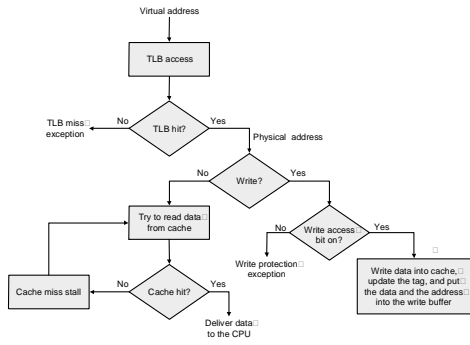 Virtual address
TLB access
TLB miss
exception
No
TLB hit?
Yes
Physical address
No
Write?
Yes
Try to read data
from cache
No
Write access
bit on?
Yes
Write protection
exception
Write data into cache,
update the tag, and put
the data and the address
into the write buffer
Cache miss stall
No
Cache hit?
Yes
Deliver data
to the CPU